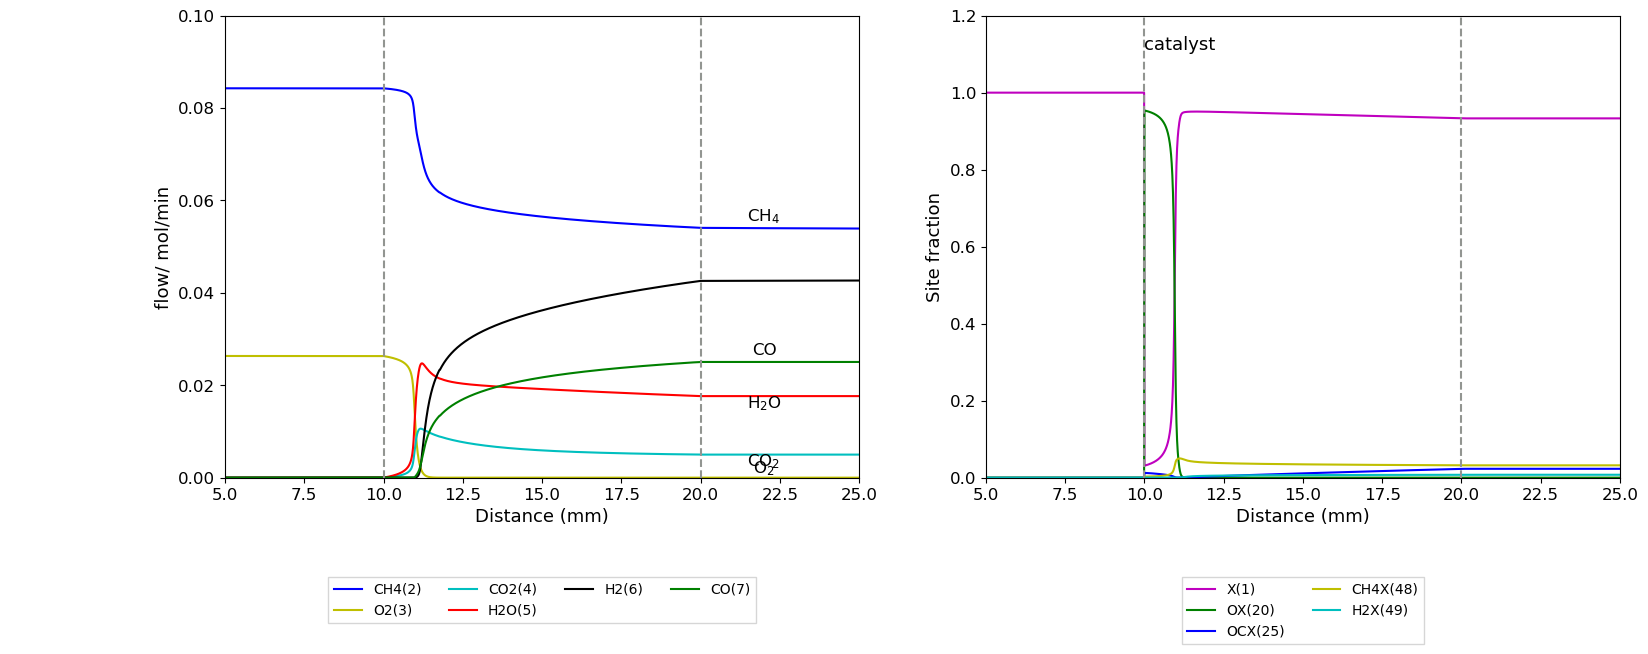 0.10
0.08
0.06
0.04
0.02
0.00
flow/ mol/min
CH₄
CO
H₂O
CO₂
O₂
5.0 7.5 10.0 12.5 15.0 17.5 20.0 22.5 25.0
Distance (mm)
CH4(2) CO2(4) H2(6) CO(7)
O2(3) H2O(5)
1.2
1.0
0.8
0.6
0.4
0.2
0.0
Site fraction
catalyst
5.0 7.5 10.0 12.5 15.0 17.5 20.0 22.5 25.0
Distance (mm)
X(1) CH4X(48)
OX(20) H2X(49)
OCX(25)